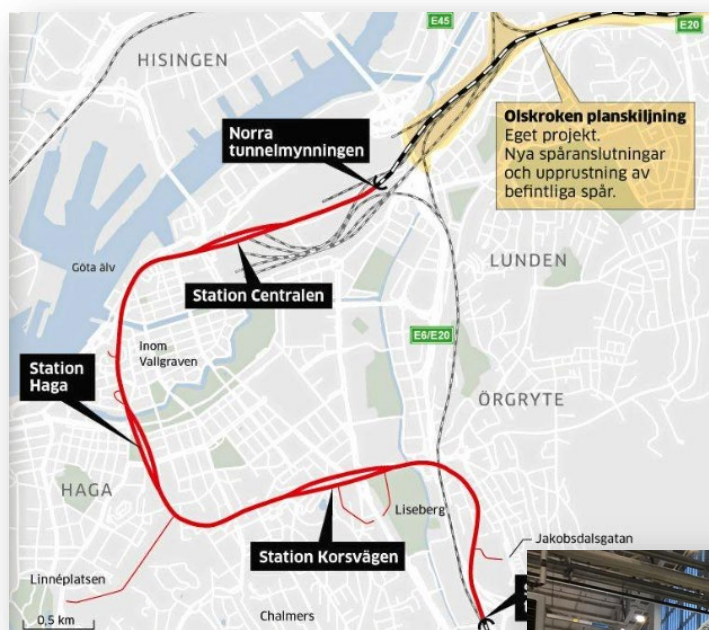 E45
E20
HISINGEN
Olskroken planskiljning
Eget projekt.
Nya spåranslutningar
och upprustning av
befintliga spår.
Norra
tunnelmynningen
LUNDEN
Göta älv
Station Centralen
E6/E20
Inom
Vallgraven
Station
Haga
ÖRGRYTE
HAGA
Liseberg
Station Korsvägen
Jakobsdalsgatan
Linnéplatsen
Chalmers
0,5 km